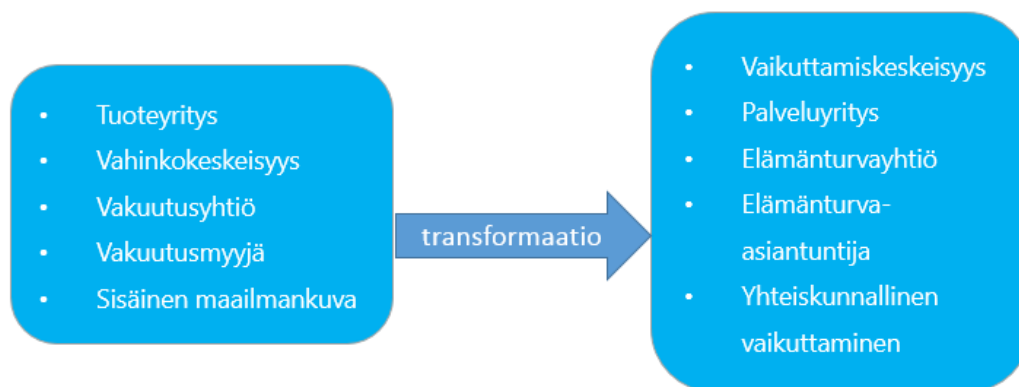 • Tuoteyritys
• Vahinkokeskeisyys
• Vakuutusyhtiö
• Vakuutusmyyjä
• Sisäinen maailmankuva
transformaatio
• Vaikuttamiskeskeisyys
• Palveluyritys
• Elämänturvayhtiö
• Elämänturva-
asiantuntija
• Yhteiskunnallinen
vaikuttaminen